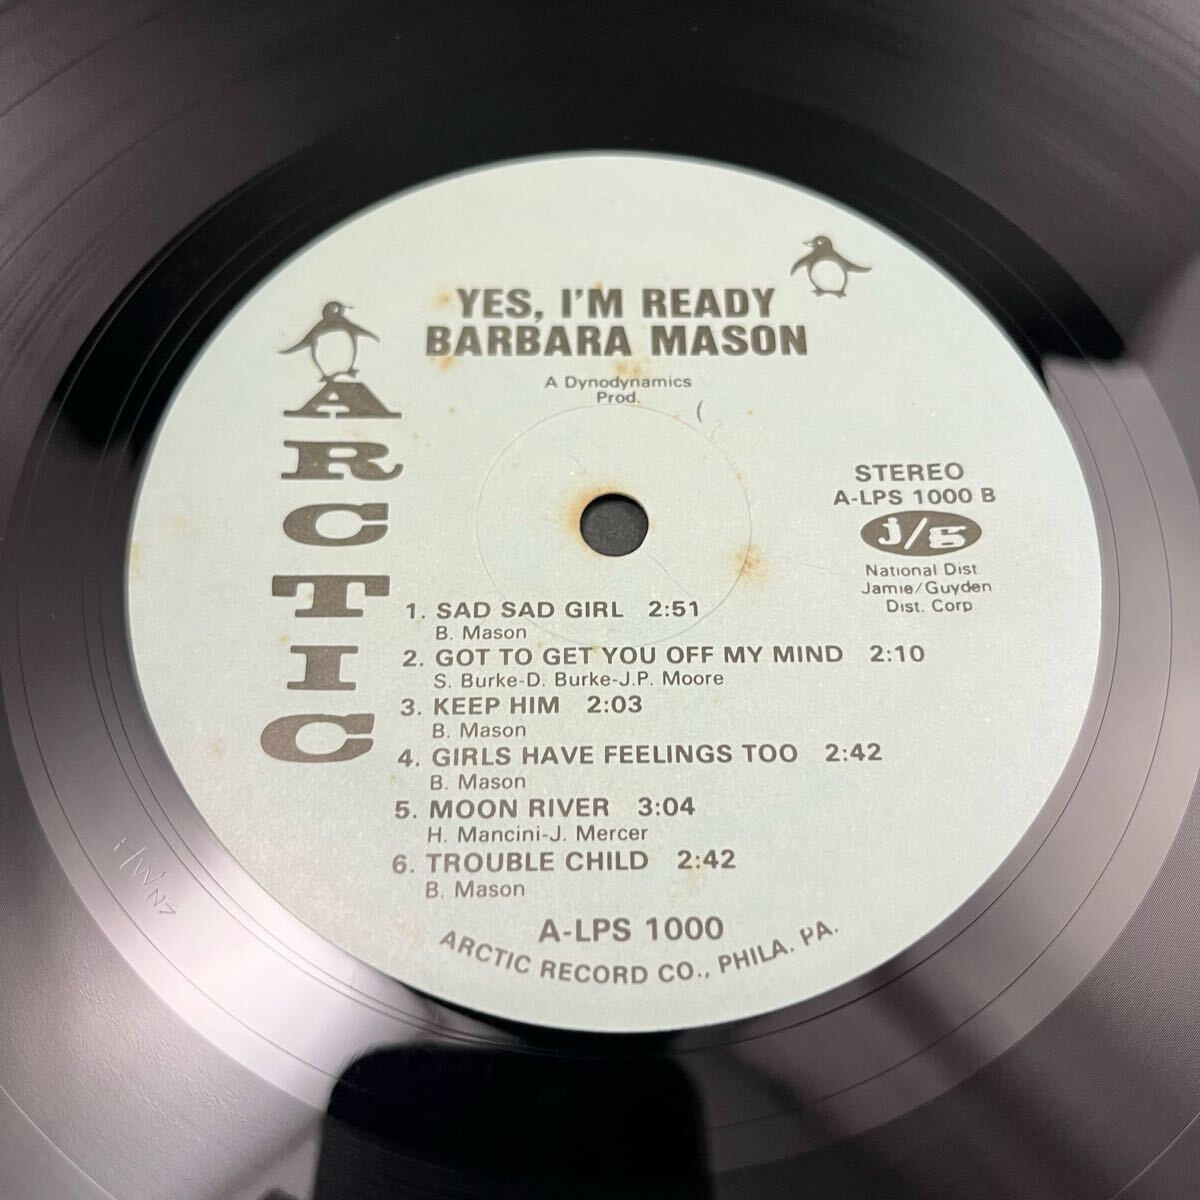 YES, I'M READY
BARBARA MASON
A Dynodynamics
Prod.
ARCTIC
STEREO
A-LPS 1000 B
j/g
National Dist.
Jamie/Guyden
Dist. Corp
1. SAD SAD GIRL 2:51
B. Mason
2. GOT TO GET YOU OFF MY MIND 2:10
S. Burke-D. Burke-J.P. Moore
3. KEEP HIM 2:03
B. Mason
4. GIRLS HAVE FEELINGS TOO 2:42
B. Mason
5. MOON RIVER 3:04
H. Mancini-J. Mercer
6. TROUBLE CHILD 2:42
B. Mason
A-LPS 1000
ARCTIC RECORD CO., PHILA. PA.